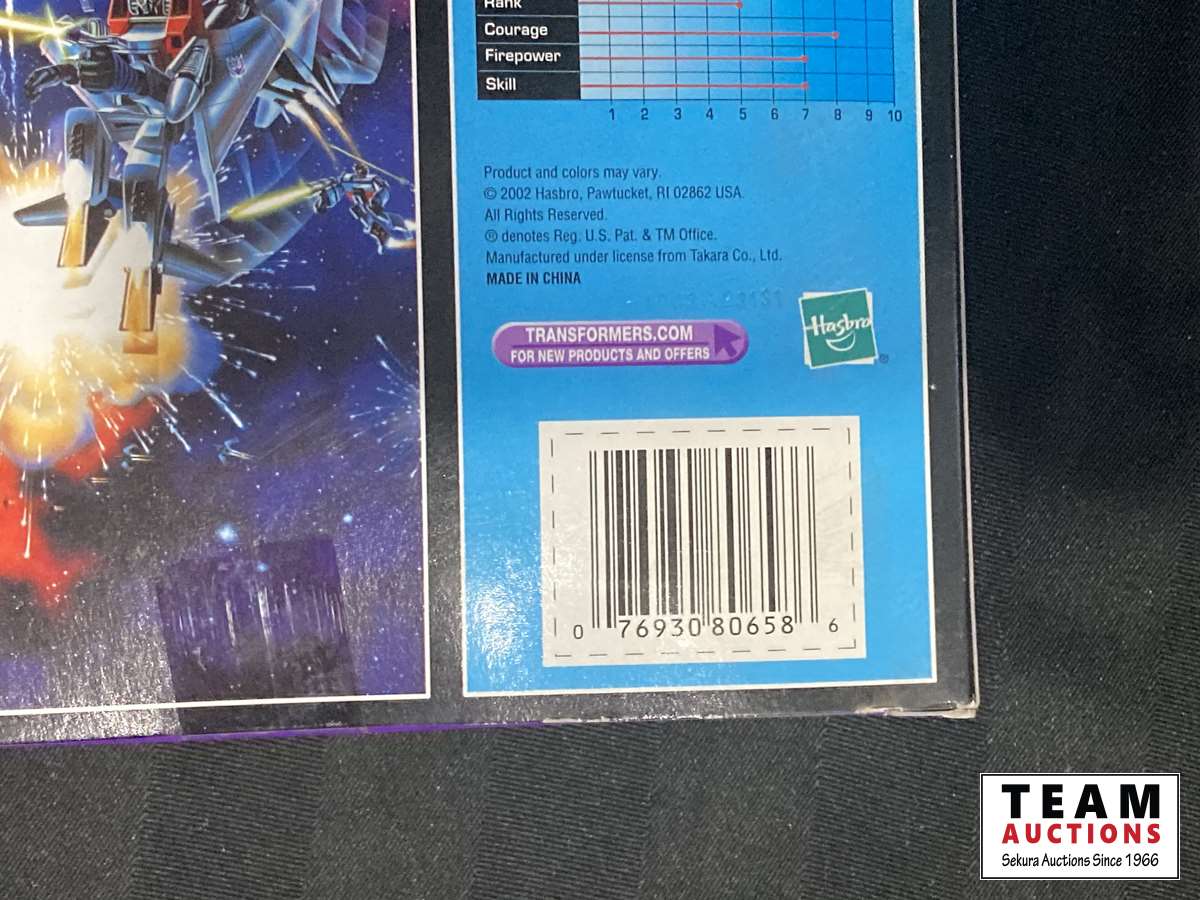 Rank
Courage
Firepower
Skill
1 2 3 4 5 6 7 8 9 10
Product and colors may vary.
© 2002 Hasbro, Pawtucket, RI 02862 USA.
All Rights Reserved.
® denotes Reg. U.S. Pat. & TM Office.
Manufactured under license from Takara Co., Ltd.
MADE IN CHINA
TRANSFORMERS.COM
FOR NEW PRODUCTS AND OFFERS
Hasbro
®
0 76930 80658 6
TEAM
AUCTIONS
Sekura Auctions Since 1966